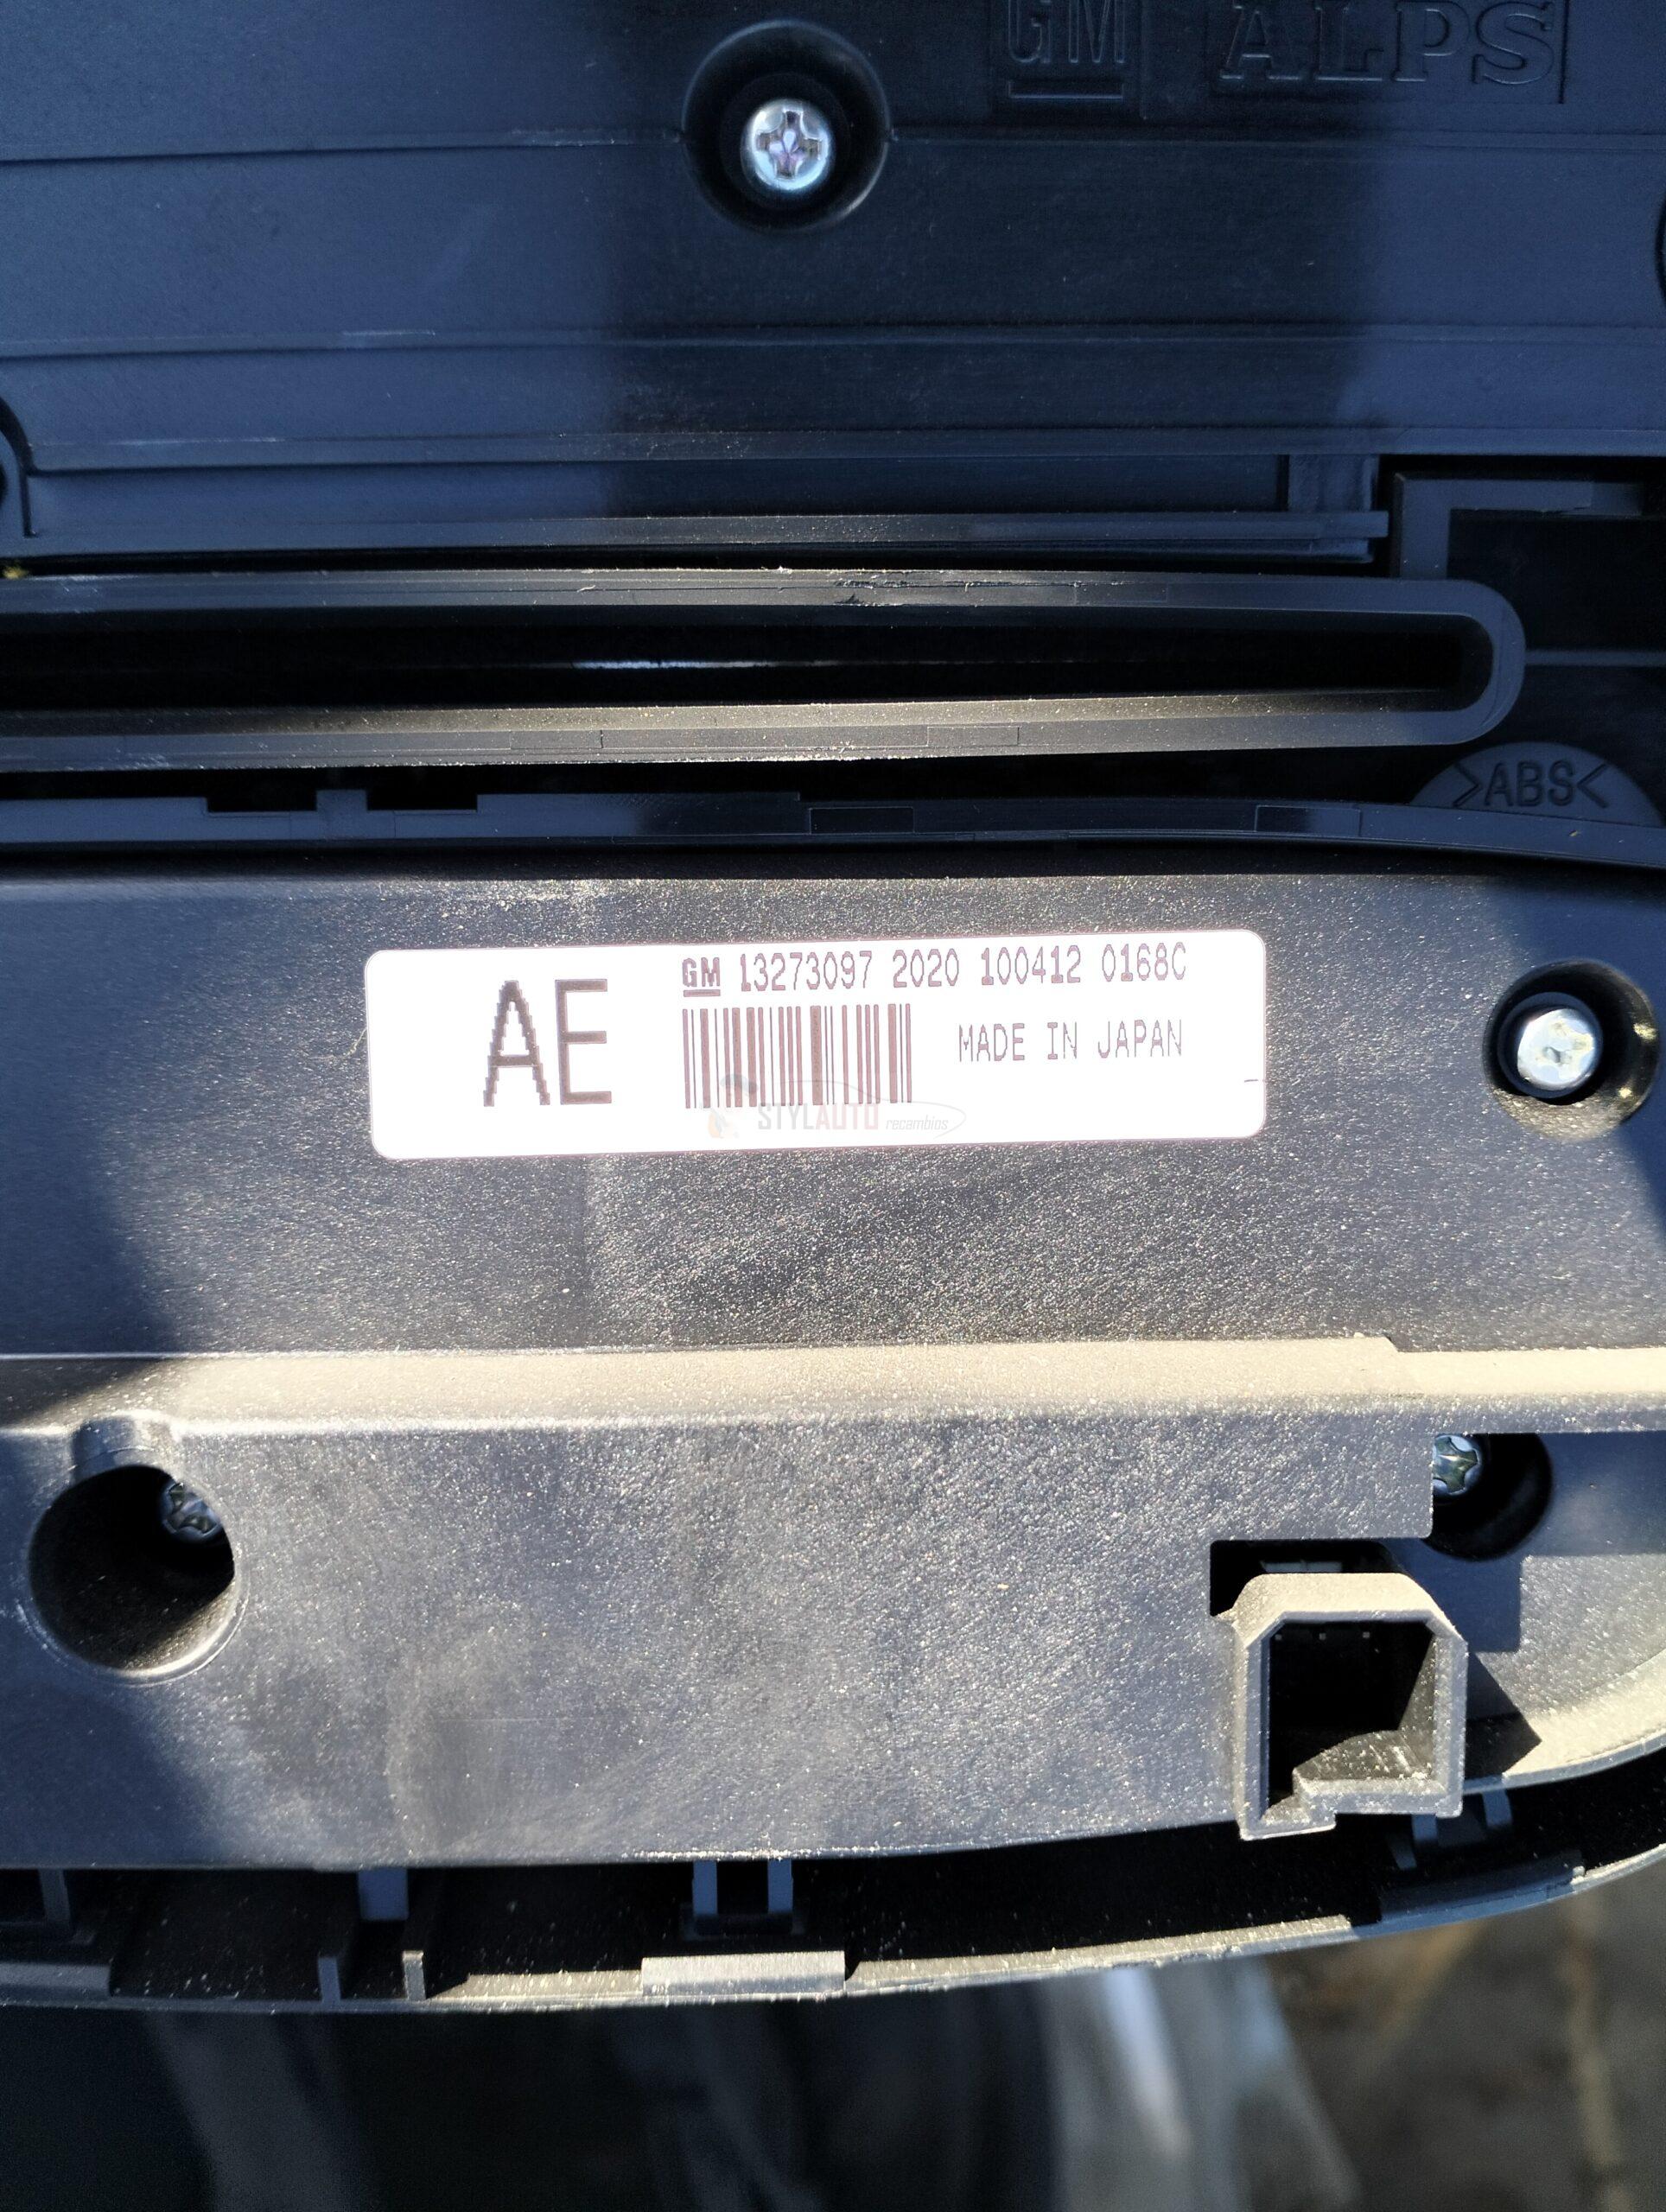 GM ALPS
>ABS<
AE
GM 13273097 2020 100412 0168C
MADE IN JAPAN
STYLAUTO recambios